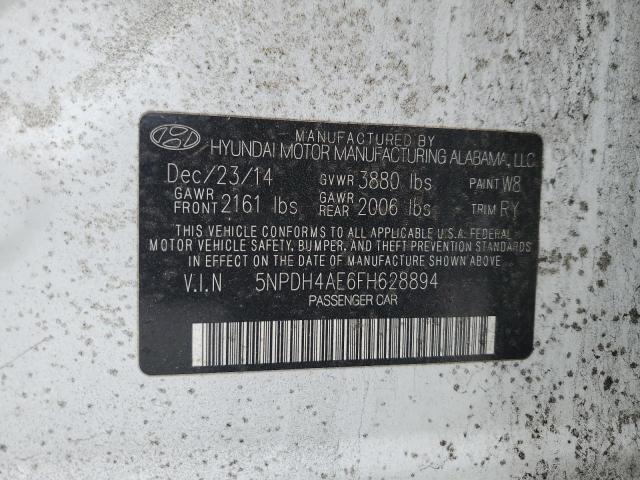 MANUFACTURED BY
HYUNDAI MOTOR MANUFACTURING ALABAMA, LLC
Dec/23/14 GVWR 3880 lbs PAINT W8
GAWR FRONT 2161 lbs GAWR REAR 2006 lbs TRIM RY
THIS VEHICLE CONFORMS TO ALL APPLICABLE U.S.A. FEDERAL
MOTOR VEHICLE SAFETY, BUMPER, AND THEFT PREVENTION STANDARDS
IN EFFECT ON THE DATE OF MANUFACTURE SHOWN ABOVE.
V.I.N 5NPDH4AE6FH628894
PASSENGER CAR